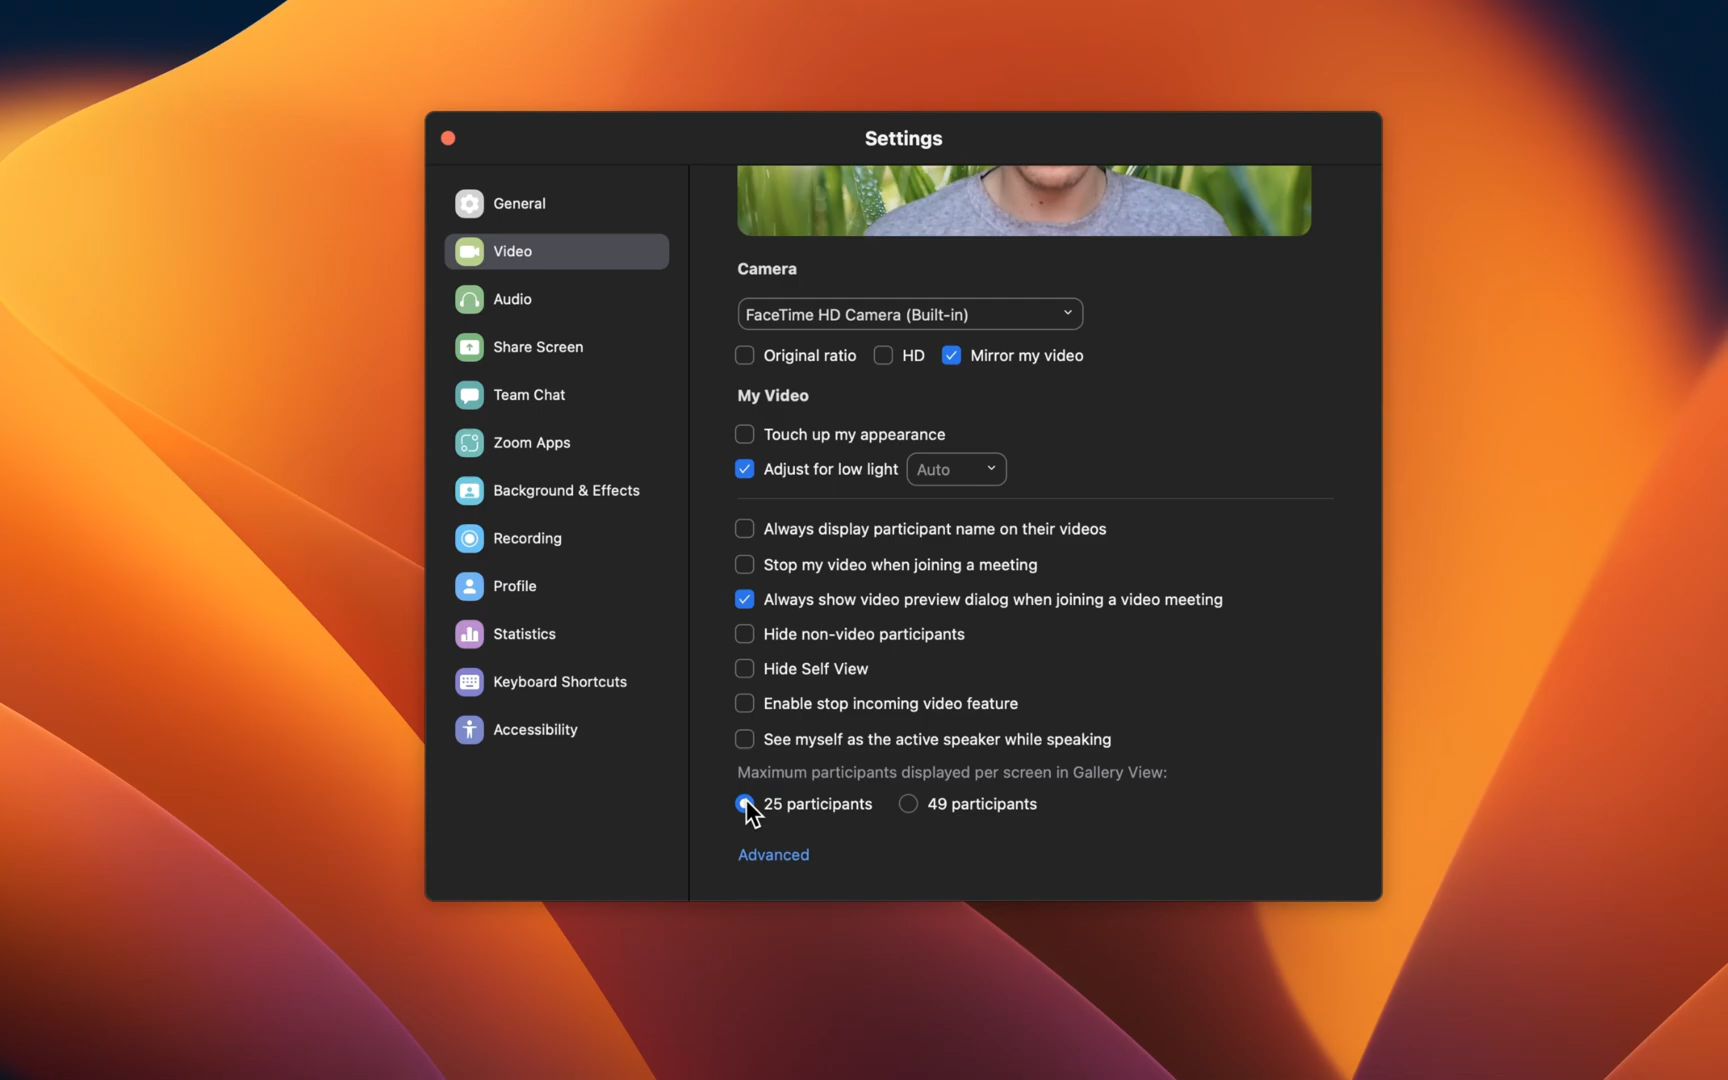 Settings
General
Video
Audio
Share Screen
Team Chat
Zoom Apps
Background & Effects
Recording
Profile
Statistics
Keyboard Shortcuts
Accessibility
Camera
FaceTime HD Camera (Built-in)
Original ratio HD Mirror my video
My Video
Touch up my appearance
Adjust for low light Auto
Always display participant name on their videos
Stop my video when joining a meeting
Always show video preview dialog when joining a video meeting
Hide non-video participants
Hide Self View
Enable stop incoming video feature
See myself as the active speaker while speaking
Maximum participants displayed per screen in Gallery View:
25 participants 49 participants
Advanced